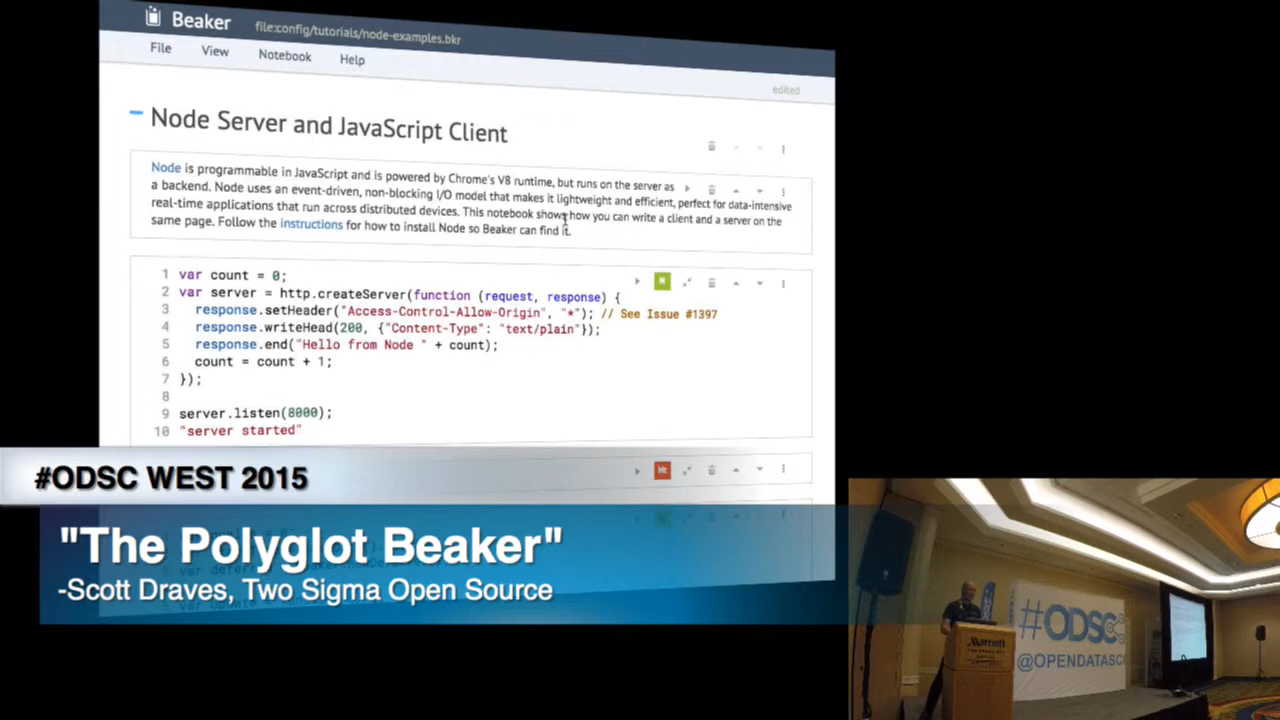 Beaker file:config/tutorials/node-examples.bkr
File View Notebook Help
edited
Node Server and JavaScript Client
Node is programmable in JavaScript and is powered by Chrome's V8 runtime, but runs on the server as
a backend. Node uses an event-driven, non-blocking I/O model that makes it lightweight and efficient, perfect for data-intensive
real-time applications that run across distributed devices. This notebook shows how you can write a client and a server on the
same page. Follow the instructions for how to install Node so Beaker can find it.
1 var count = 0;
2 var server = http.createServer(function (request, response) {
3 response.setHeader("Access-Control-Allow-Origin", "*"); // See Issue #1397
4 response.writeHead(200, {"Content-Type": "text/plain"});
5 response.end("Hello from Node " + count);
6 count = count + 1;
7 });
8
9 server.listen(8000);
10 "server started"
N
Ht
#ODSC WEST 2015
"The Polyglot Beaker"
-Scott Draves, Two Sigma Open Source
Marriott
#ODSC
@OPENDATASCI